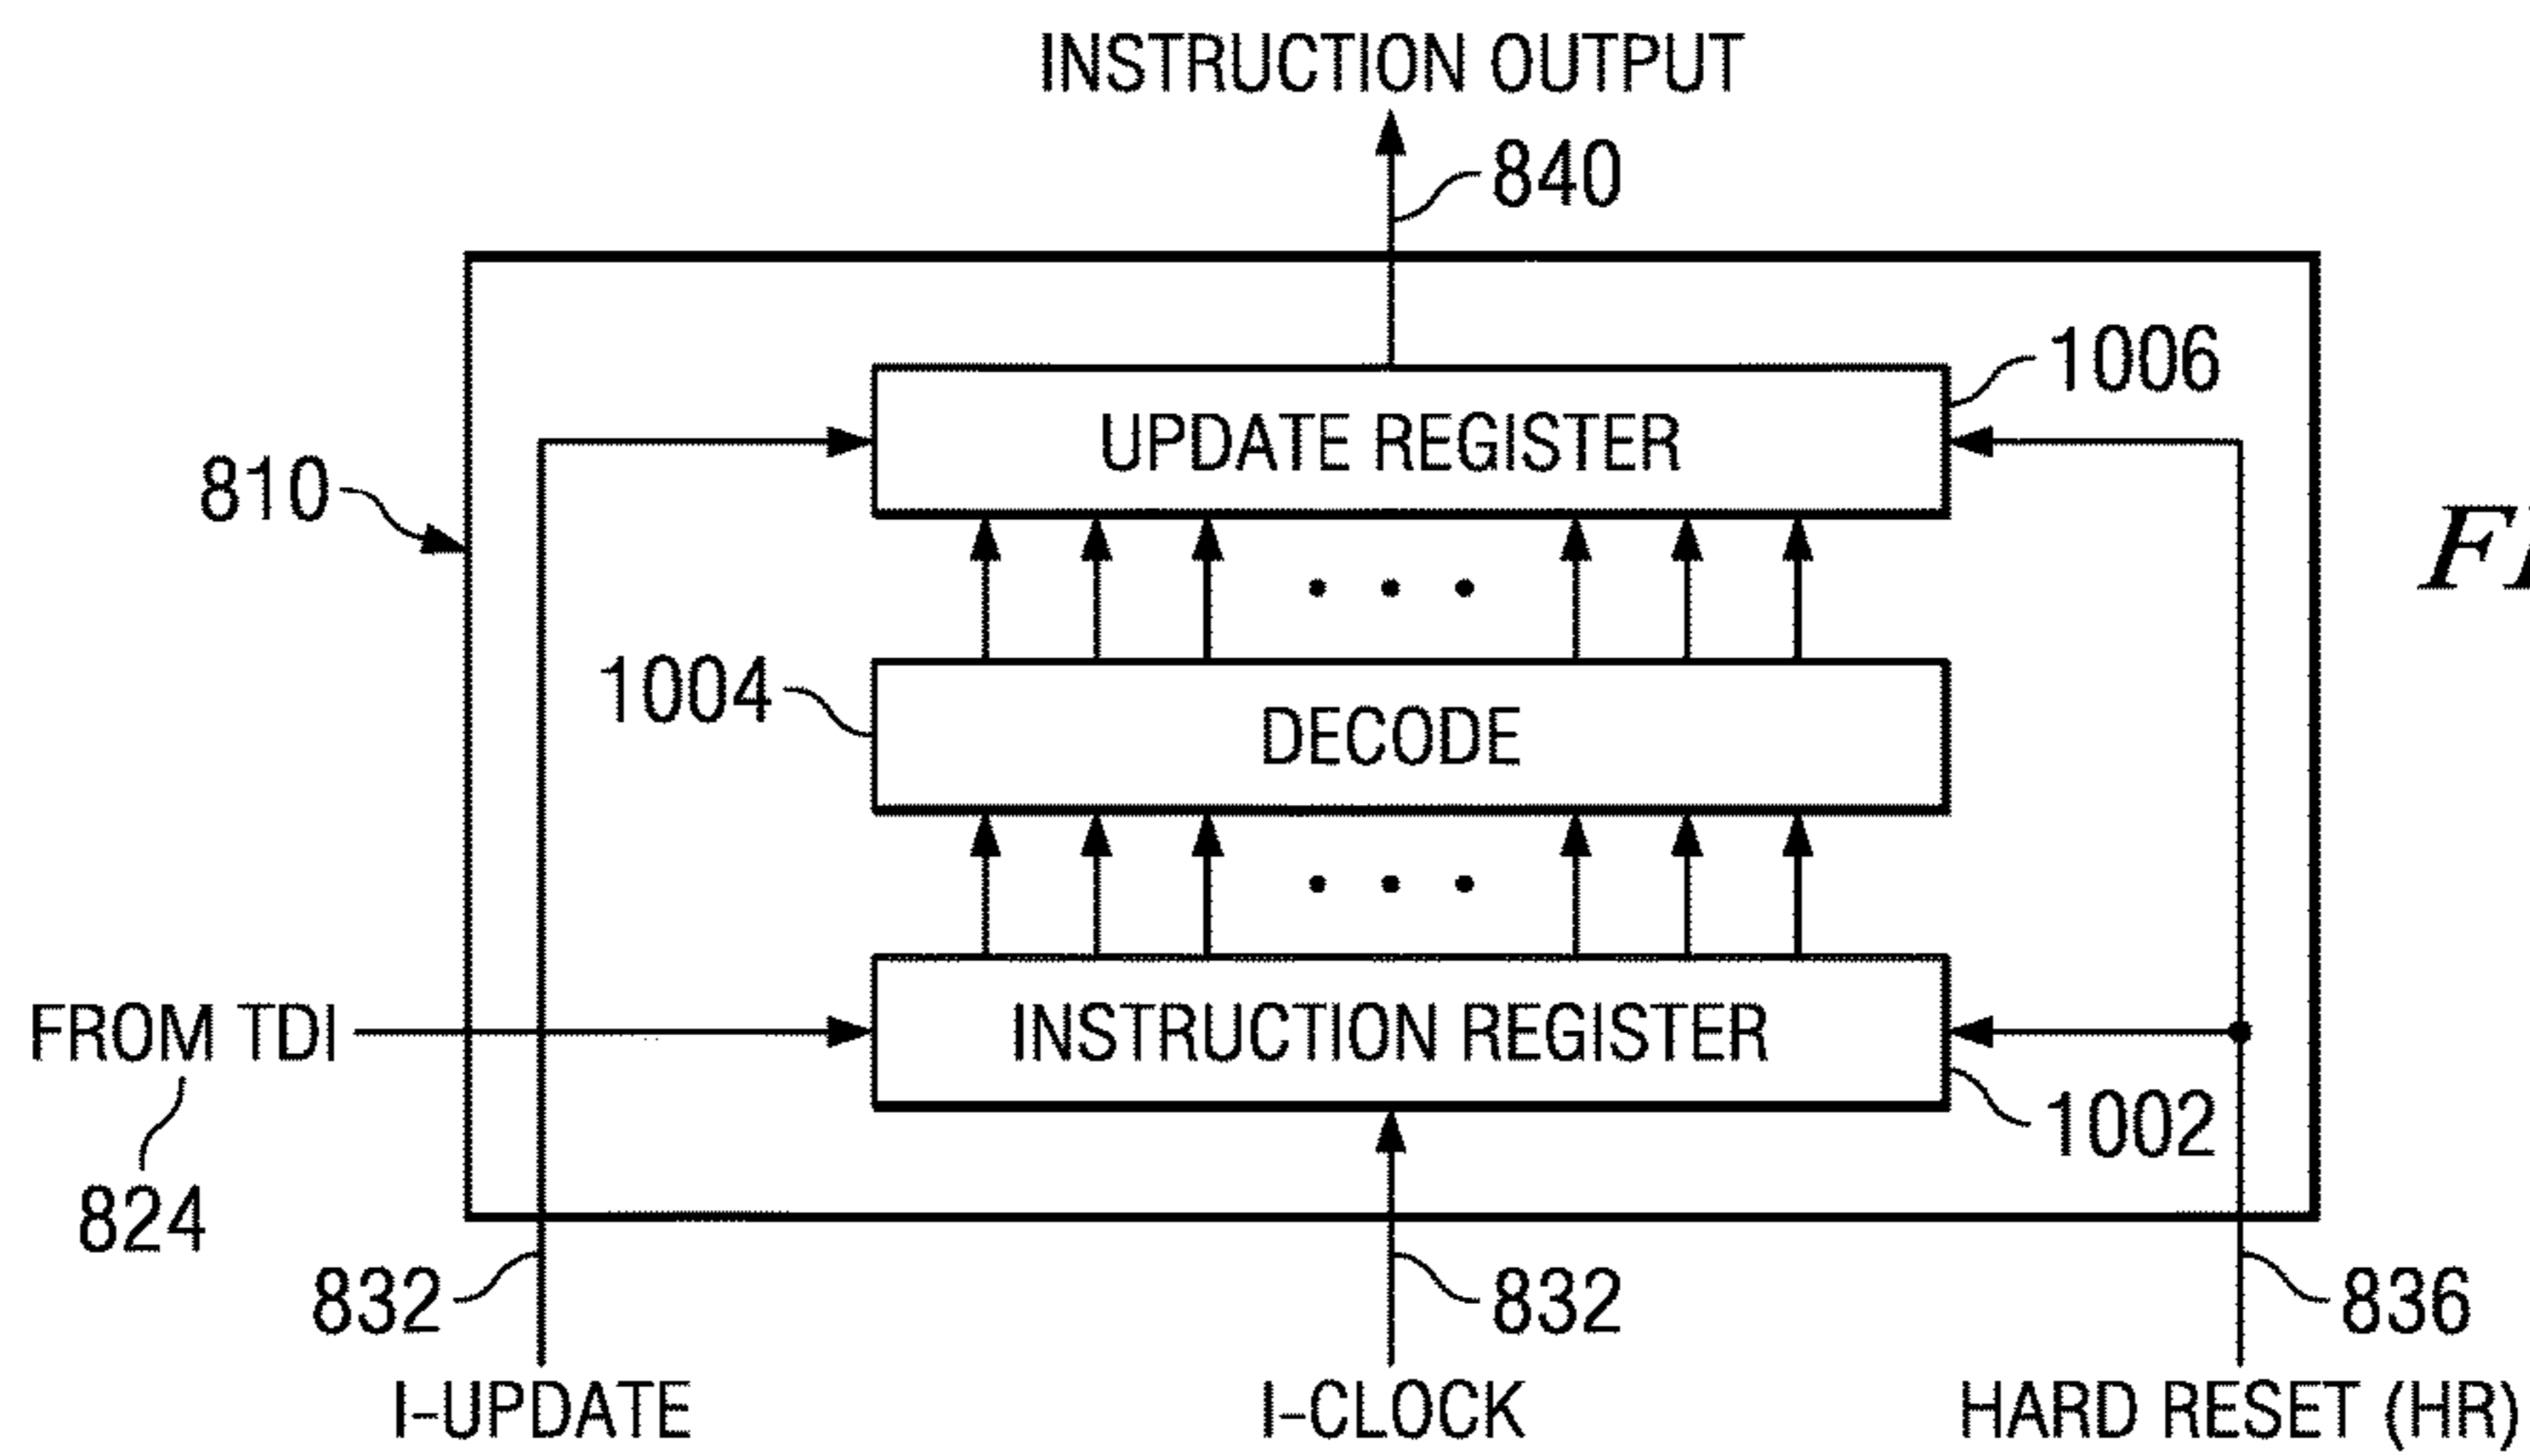 INSTRUCTION OUTPUT
840
1006
UPDATE REGISTER
810
1004
DECODE
FROM TDI
INSTRUCTION REGISTER
1002
824
832
832
836
I-UPDATE
I-CLOCK
HARD RESET (HR)